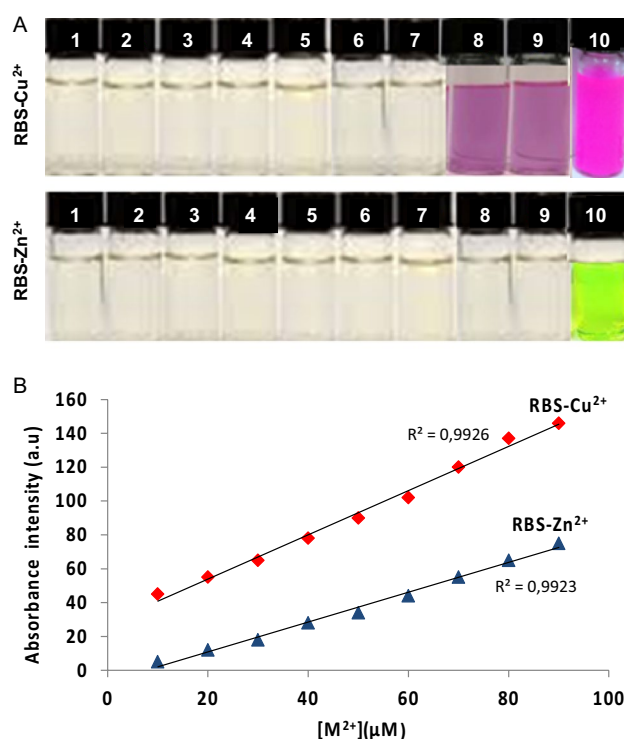 A
1 2 3 4 5 6 7 8 9 10
RBS-Cu²⁺
1 2 3 4 5 6 7 8 9 10
RBS-Zn²⁺
B
160
140
120
100
80
60
40
20
0
Absorbance intensity (a.u)
RBS-Cu²⁺
R² = 0,9926
RBS-Zn²⁺
R² = 0,9923
0 20 40 60 80 100
[M²⁺](µM)